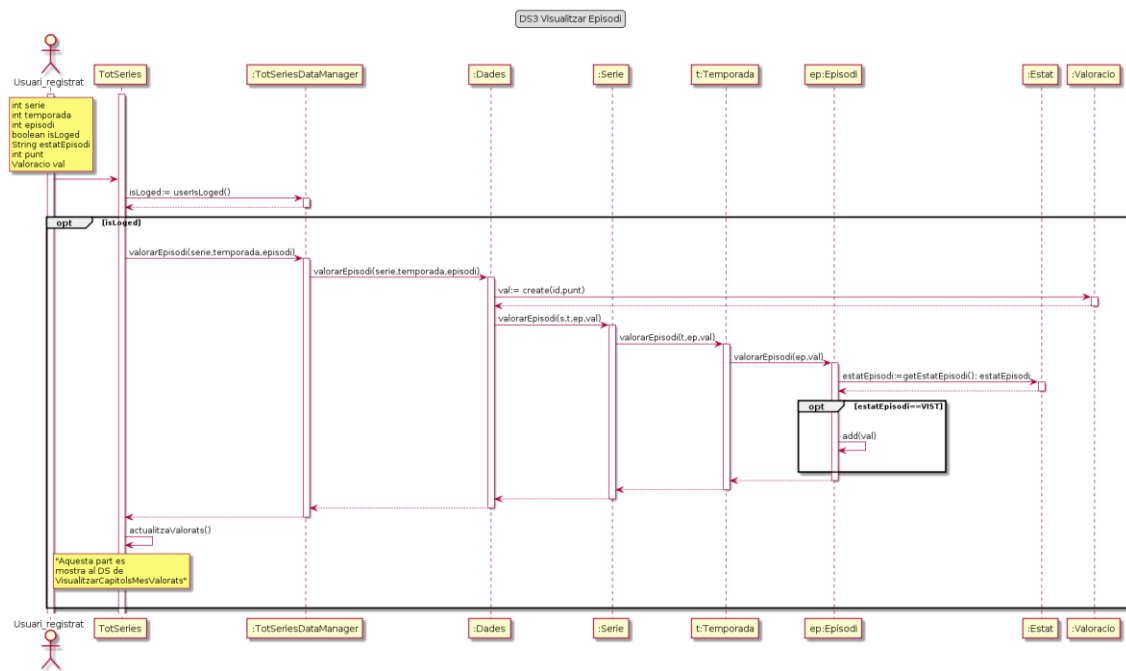 DS3 Visualitzar Episodi
Usuari_registrat
TotSeries
:TotSeriesDataManager
:Dades
:Serie
t:Temporada
ep:Episodi
:Estat
:Valoracio
int serie
int temporada
int episodi
boolean isLoged
String estatEpisodi
int punt
Valoracio val
isLoged:= userIsLoged()
opt [isLoged]
valorarEpisodi(serie,temporada,episodi)
valorarEpisodi(serie,temporada,episodi)
val:= create(id,punt)
valorarEpisodi(s,t,ep,val)
valorarEpisodi(t,ep,val)
valorarEpisodi(ep,val)
estatEpisodi:=getEstatEpisodi(): estatEpisodi
opt [estatEpisodi==VIST]
add(val)
actualitzaValorats()
"Aquesta part es
mostra al DS de
VisualitzarCapitolsMesValorats"
Usuari_registrat
TotSeries
:TotSeriesDataManager
:Dades
:Serie
t:Temporada
ep:Episodi
:Estat
:Valoracio